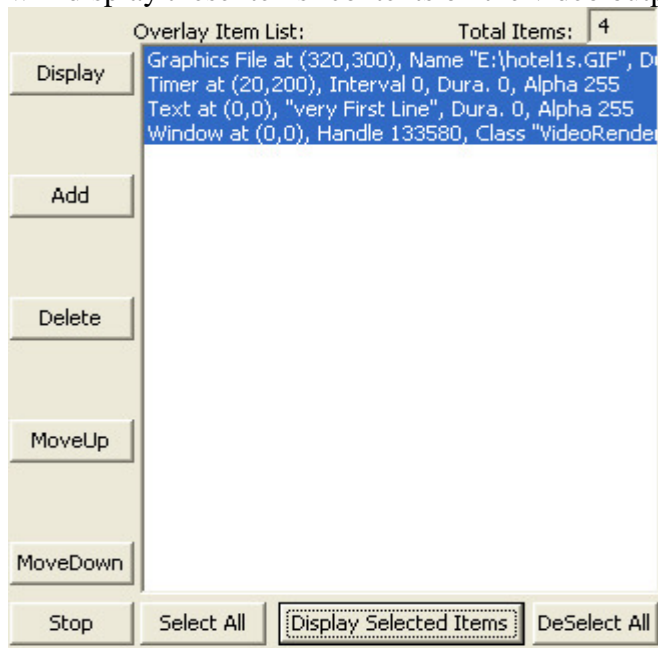 Overlay Item List: Total Items: 4
Display
Graphics File at (320,300), Name "E:\hotel1s.GIF", D
Timer at (20,200), Interval 0, Dura. 0, Alpha 255
Text at (0,0), "very First Line", Dura. 0, Alpha 255
Window at (0,0), Handle 133580, Class "VideoRender
Add
Delete
MoveUp
MoveDown
Stop Select All Display Selected Items DeSelect All